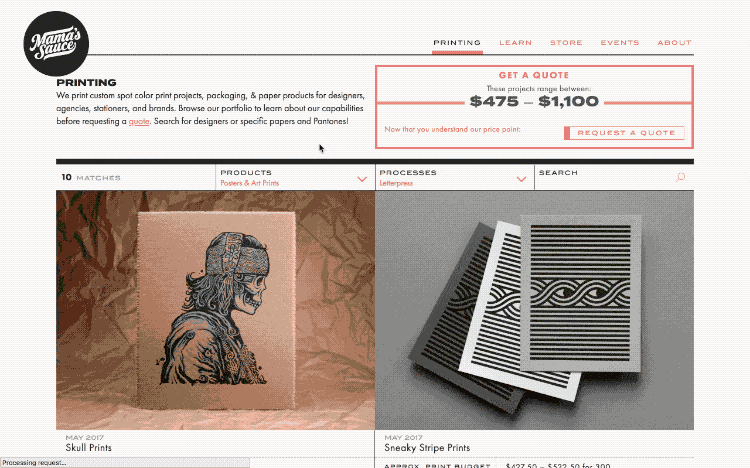 Mama's
Sauce
PRINTING
LEARN
STORE
EVENTS
ABOUT
PRINTING
We print custom spot color print projects, packaging, & paper products for designers,
agencies, stationers, and brands. Browse our portfolio to learn about our capabilities
before requesting a quote. Search for designers or specific papers and Pantones!
GET A QUOTE
These projects range between:
$475 – $1,100
Now that you understand our price point:
REQUEST A QUOTE
10 MATCHES
PRODUCTS
Posters & Art Prints
PROCESSES
Letterpress
SEARCH
MAY 2017
Skull Prints
MAY 2017
Sneaky Stripe Prints
APPROX. PRINT BUDGET $427.50 – $522.50 for 300
Processing request...